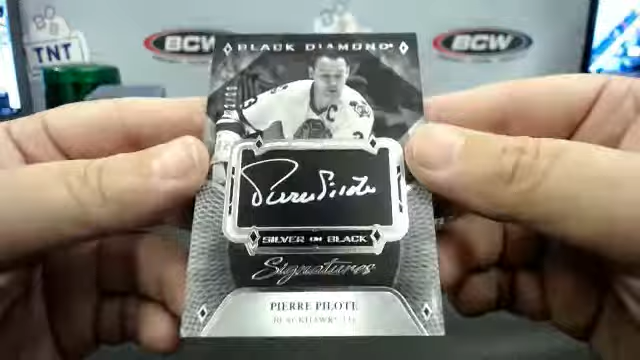 TNT
BCW
BCW
BLACK DIAMOND
C
Pierre Pilote
SILVER ON BLACK
Signatures
PIERRE PILOTE